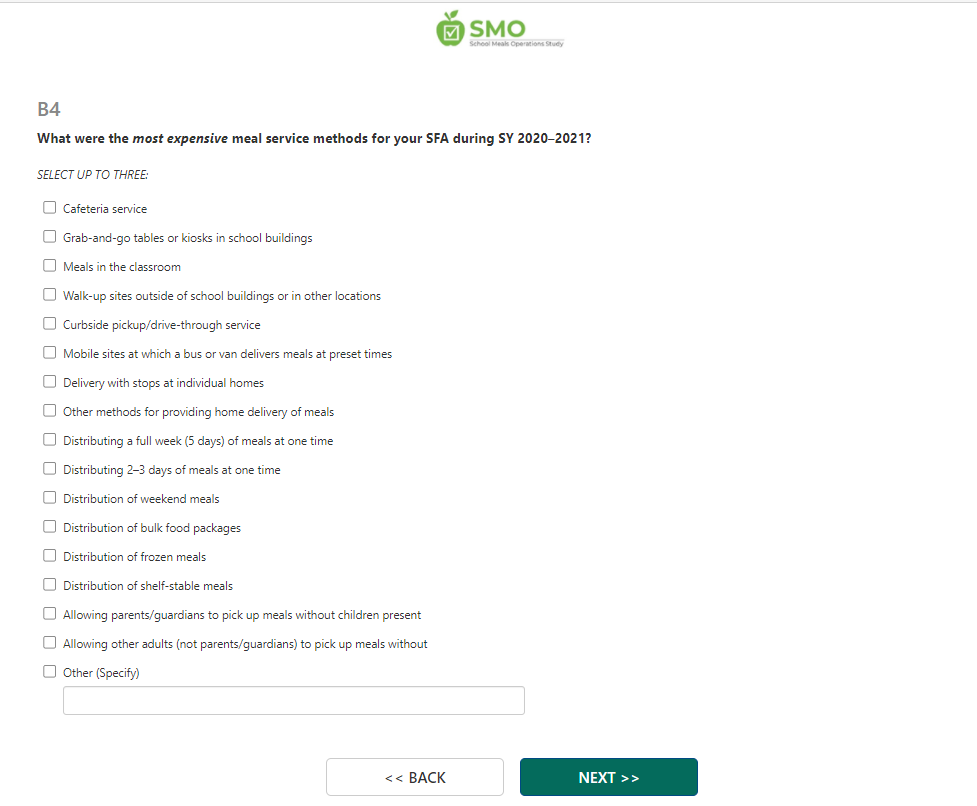 SMO
School Meals Operations Study
B4
What were the most expensive meal service methods for your SFA during SY 2020–2021?
SELECT UP TO THREE:
Cafeteria service
Grab-and-go tables or kiosks in school buildings
Meals in the classroom
Walk-up sites outside of school buildings or in other locations
Curbside pickup/drive-through service
Mobile sites at which a bus or van delivers meals at preset times
Delivery with stops at individual homes
Other methods for providing home delivery of meals
Distributing a full week (5 days) of meals at one time
Distributing 2–3 days of meals at one time
Distribution of weekend meals
Distribution of bulk food packages
Distribution of frozen meals
Distribution of shelf-stable meals
Allowing parents/guardians to pick up meals without children present
Allowing other adults (not parents/guardians) to pick up meals without
Other (Specify)
<< BACK
NEXT >>